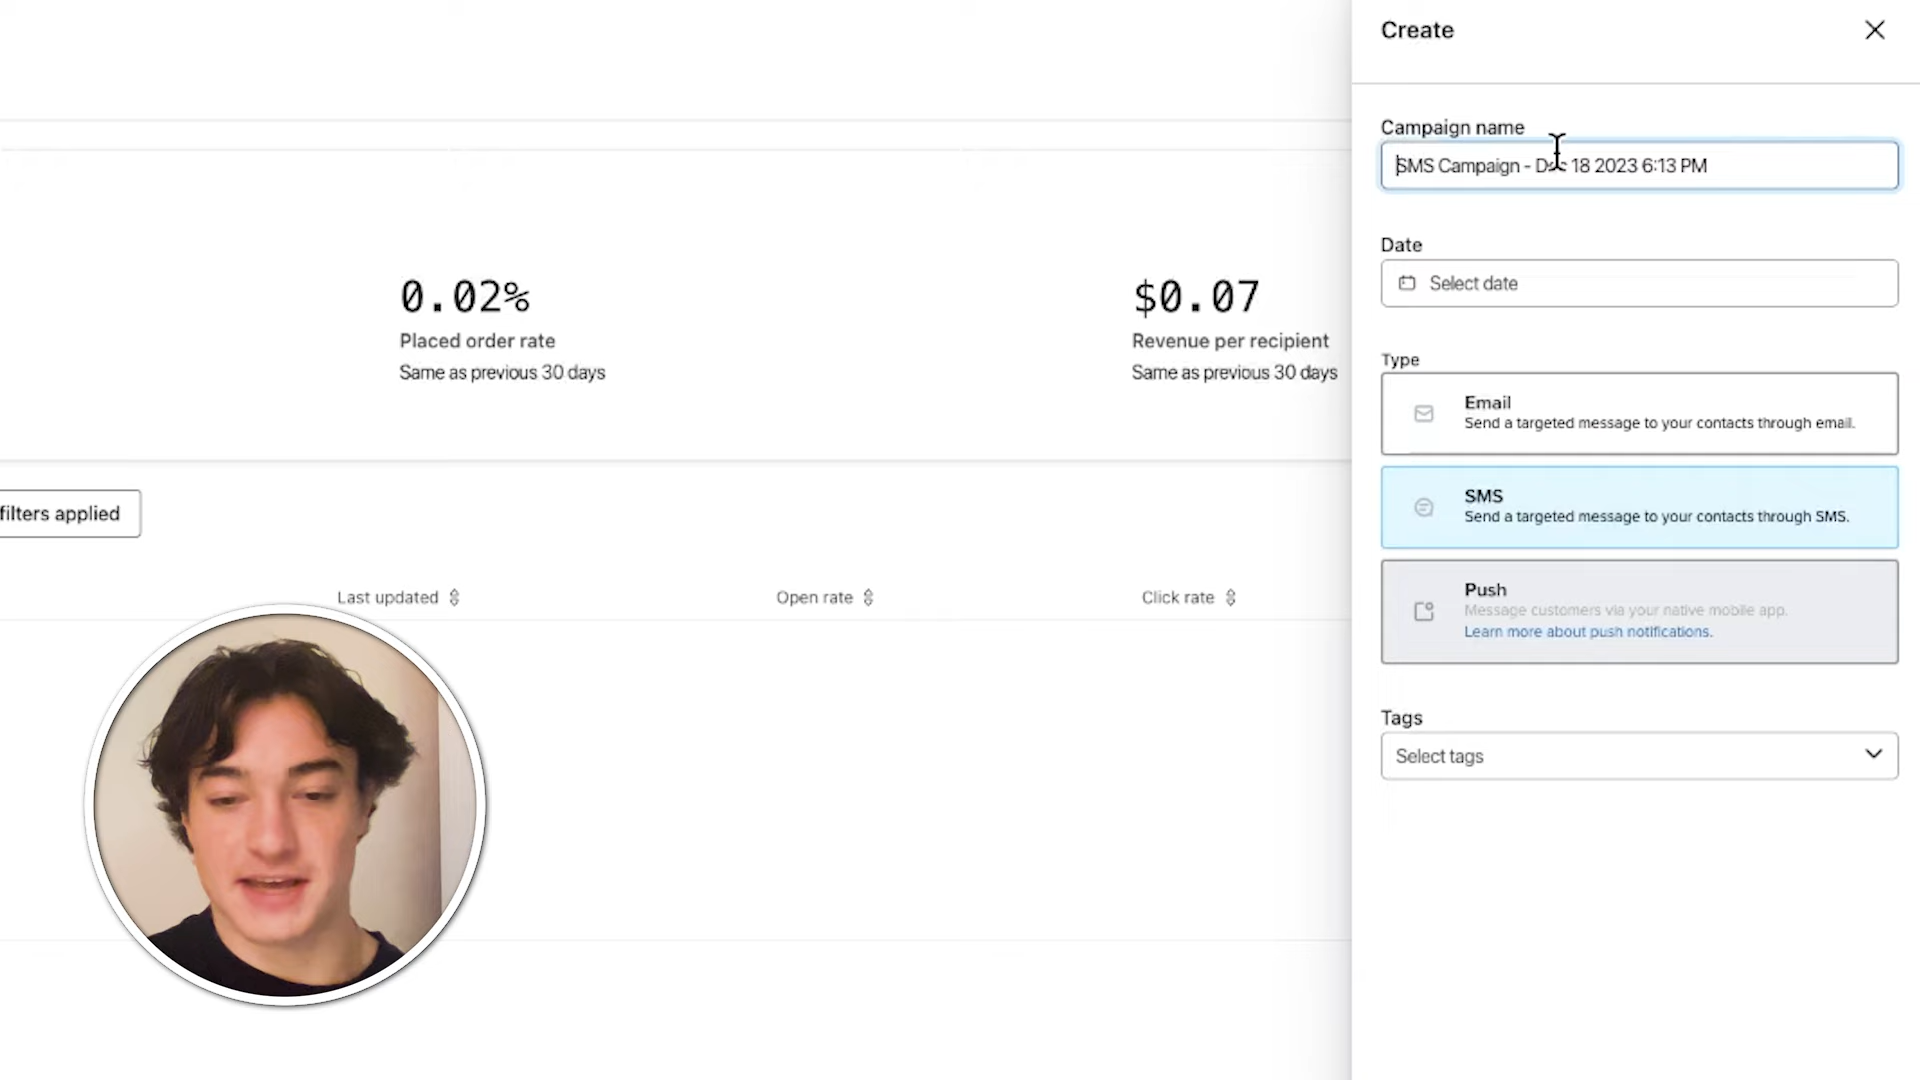 Create
Campaign name
SMS Campaign - Dec 18 2023 6:13 PM
Date
Select date
0.02%
Placed order rate
Same as previous 30 days
$0.07
Revenue per recipient
Same as previous 30 days
Type
Email
Send a targeted message to your contacts through email.
SMS
Send a targeted message to your contacts through SMS.
filters applied
Push
Message customers via your native mobile app.
Learn more about push notifications.
Last updated
Open rate
Click rate
Tags
Select tags